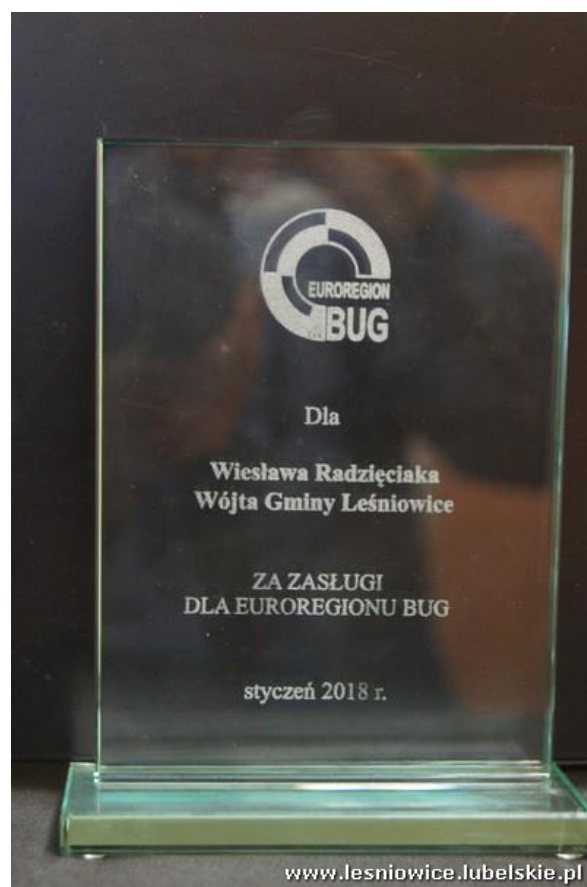 EUROREGION
BUG
Dla
Wiesława Radzięciaka
Wójta Gminy Leśniowice
ZA ZASŁUGI
DLA EUROREGIONU BUG
styczeń 2018 r.
www.lesniowice.lubelskie.pl